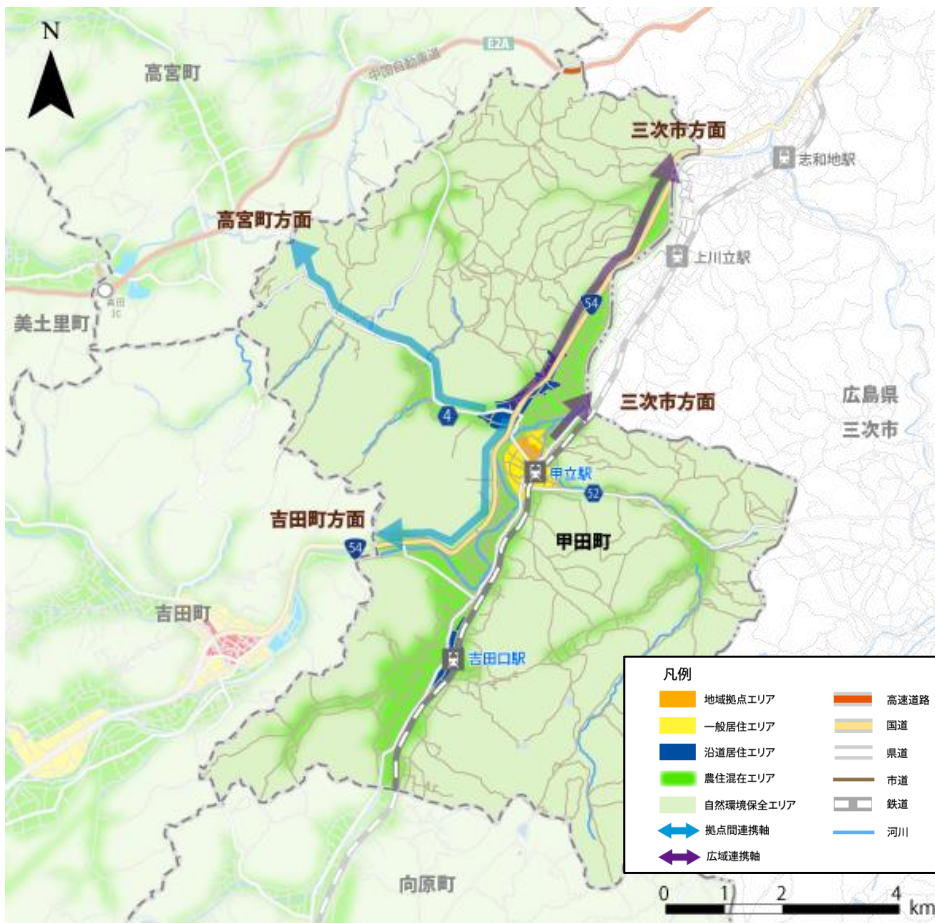 N
E2A
中国自動車道
高宮町
三次市方面
志和地駅
高宮町方面
上川立駅
高田
JC
54
美土里町
広島県
三次市
4
三次市方面
甲立駅
52
吉田町方面
甲田町
54
吉田町
吉田口駅
向原町
凡例
地域拠点エリア
一般居住エリア
沿道居住エリア
農住混在エリア
自然環境保全エリア
拠点間連携軸
広域連携軸
高速道路
国道
県道
市道
鉄道
河川
0 1 2 4
km